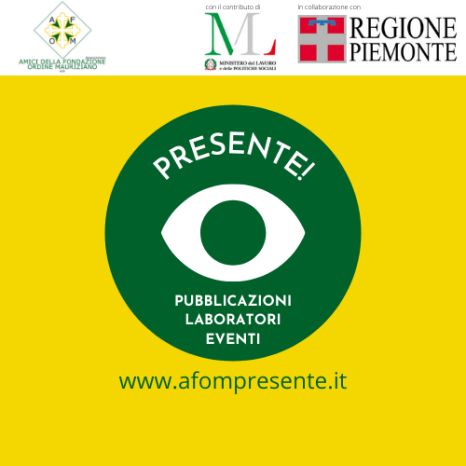 A F
O M
ASSOCIAZIONE
AMICI DELLA FONDAZIONE
ORDINE MAURIZIANO
con il contributo di
ML
MINISTERO del LAVORO
e delle POLITICHE SOCIALI
In collaborazione con
REGIONE
PIEMONTE
PRESENTE!
PUBBLICAZIONI
LABORATORI
EVENTI
www.afompresente.it